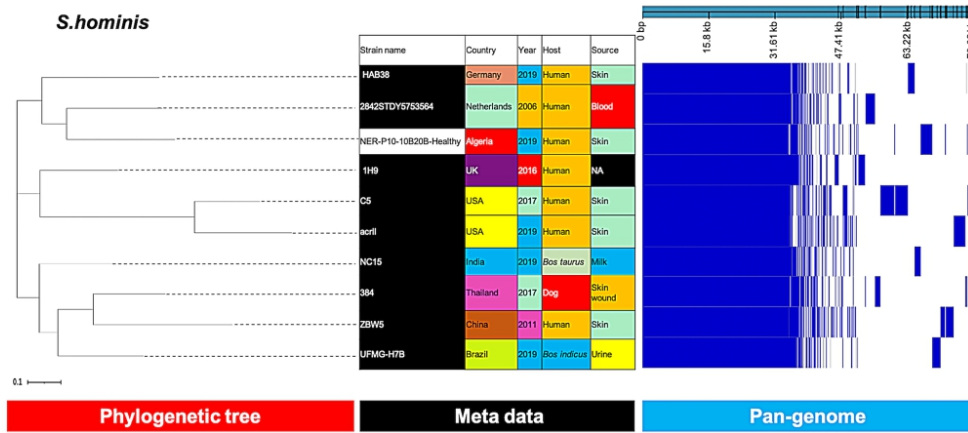 S.hominis
0 bp
15.8 kb
31.61 kb
47.41 kb
63.22 kb
Strain name Country Year Host Source
HAB38 Germany 2019 Human Skin
2842STDY5753564 Netherlands 2006 Human Blood
NER-P10-10B20B-Healthy Algeria 2019 Human Skin
1H9 UK 2016 Human NA
C5 USA 2017 Human Skin
acrll USA 2019 Human Skin
NC15 India 2019 Bos taurus Milk
384 Thailand 2017 Dog Skin wound
ZBW5 China 2011 Human Skin
UFMG-H7B Brazil 2019 Bos indicus Urine
0.1
Phylogenetic tree Meta data Pan-genome